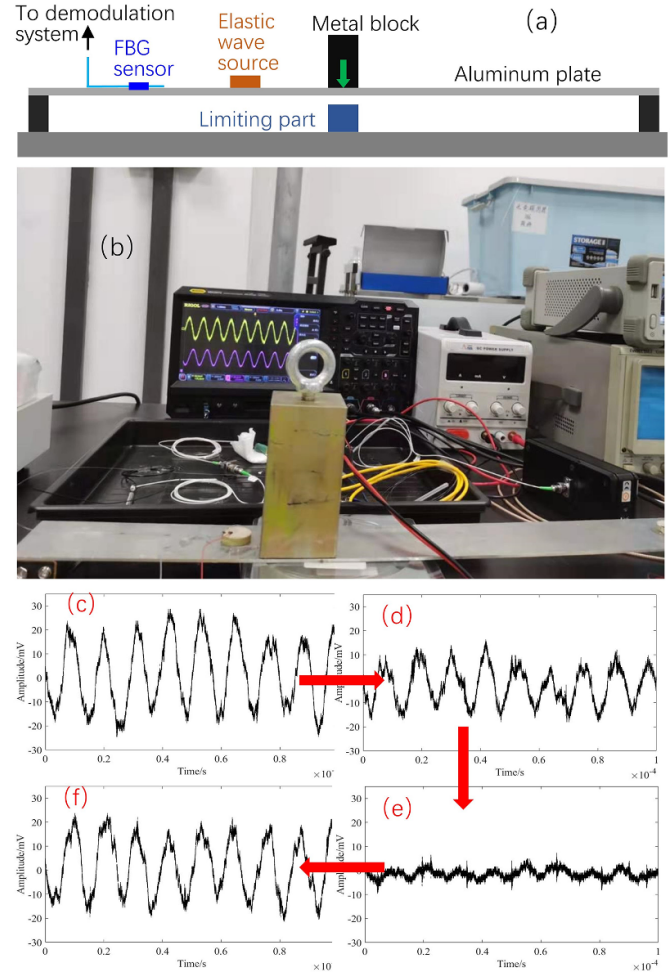 To demodulation
system
FBG
sensor
Elastic
wave
source
Metal block
(a)
Aluminum plate
Limiting part
(b)
RIGOL
STORAGE
DC POWER SUPPLY
(c)
Amplitude/mV
30
20
10
0
-10
-20
-30
0 0.2 0.4 0.6 0.8
Time/s
×10
(d)
Amplitude/mV
30
20
10
0
-10
-20
-30
0 0.2 0.4 0.6 0.8 1
Time/s
×10⁻⁴
(f)
Amplitude/mV
30
20
10
0
-10
-20
-30
0 0.2 0.4 0.6 0.8
Time/s
×10
(e)
Amplitude/mV
30
20
10
0
-10
-20
-30
0 0.2 0.4 0.6 0.8 1
Time/s
×10⁻⁴